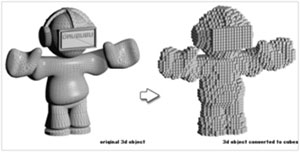 original 3d object
3d object converted to cubes